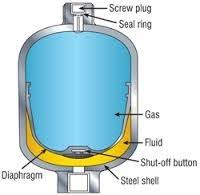 Screw plug
Seal ring
Gas
Fluid
Shut-off button
Diaphragm
Steel shell